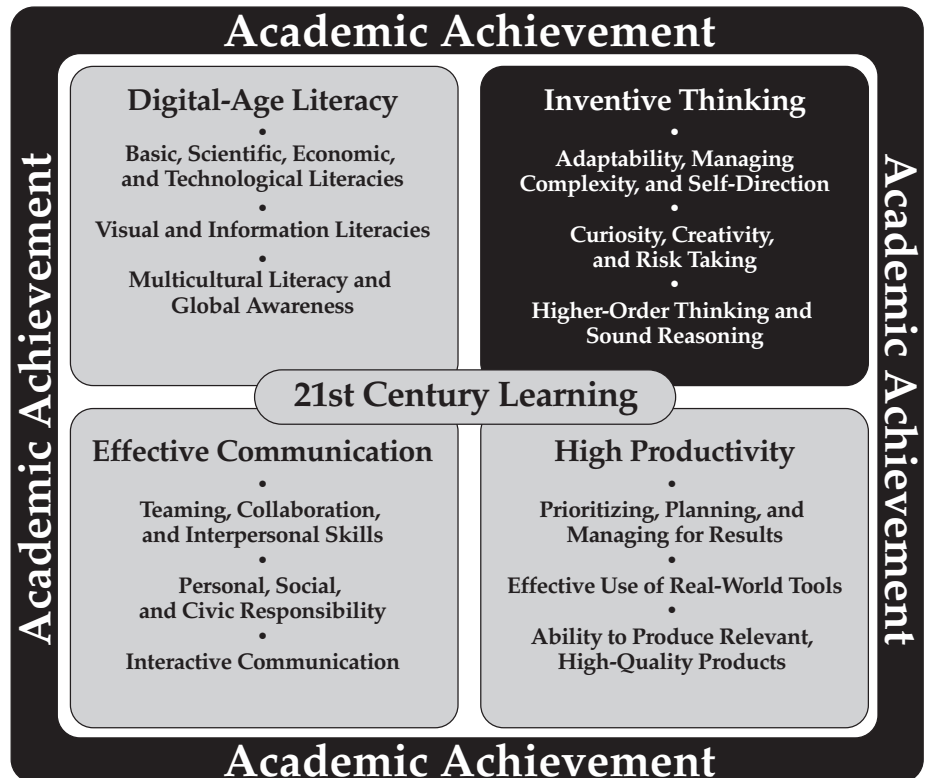 Academic Achievement
Academic Achievement
Digital-Age Literacy
•
Basic, Scientific, Economic,
and Technological Literacies
•
Visual and Information Literacies
•
Multicultural Literacy and
Global Awareness
Inventive Thinking
•
Adaptability, Managing
Complexity, and Self-Direction
•
Curiosity, Creativity,
and Risk Taking
•
Higher-Order Thinking and
Sound Reasoning
Academic Achievement
21st Century Learning
Effective Communication
•
Teaming, Collaboration,
and Interpersonal Skills
•
Personal, Social,
and Civic Responsibility
•
Interactive Communication
High Productivity
•
Prioritizing, Planning, and
Managing for Results
•
Effective Use of Real-World Tools
•
Ability to Produce Relevant,
High-Quality Products
Academic Achievement